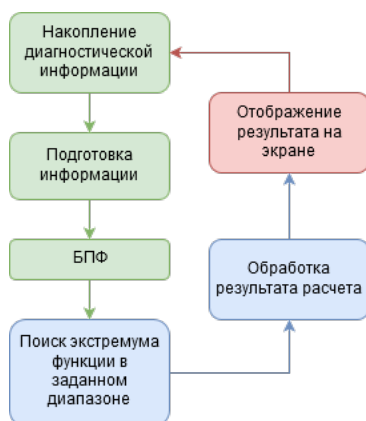 Накопление
диагностической
информации
Подготовка
информации
БПФ
Поиск экстремума
функции в
заданном
диапазоне
Обработка
результата расчета
Отображение
результата на
экране